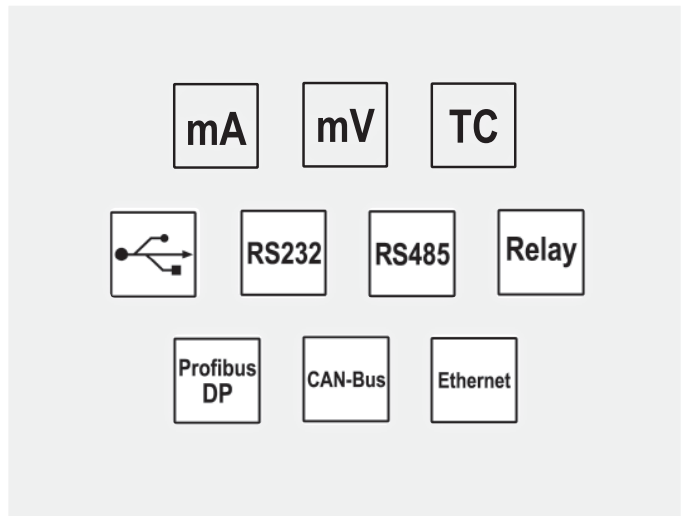 mA mV TC
RS232 RS485 Relay
Profibus
DP
CAN-Bus
Ethernet